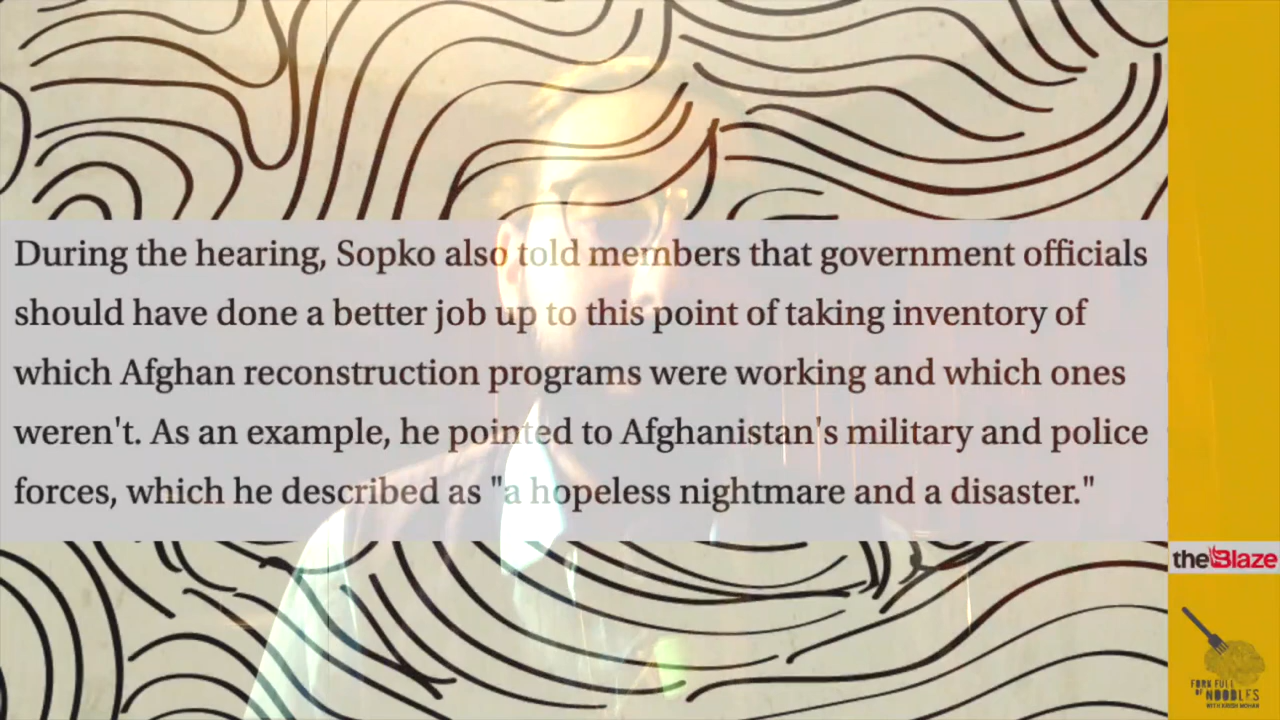 During the hearing, Sopko also told members that government officials
should have done a better job up to this point of taking inventory of
which Afghan reconstruction programs were working and which ones
weren't. As an example, he pointed to Afghanistan's military and police
forces, which he described as "a hopeless nightmare and a disaster."
theBlaze
FORK FULL
OF NOODLES
WITH KRISH MOHAN